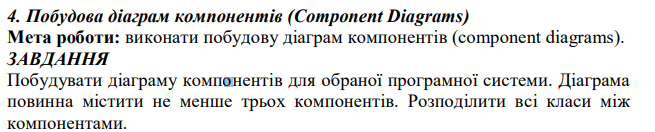 4. Побудова діаграм компонентів (Component Diagrams)
Мета роботи: виконати побудову діаграм компонентів (component diagrams).
ЗАВДАННЯ
Побудувати діаграму компонентів для обраної програмної системи. Діаграма
повинна містити не менше трьох компонентів. Розподілити всі класи між
компонентами.